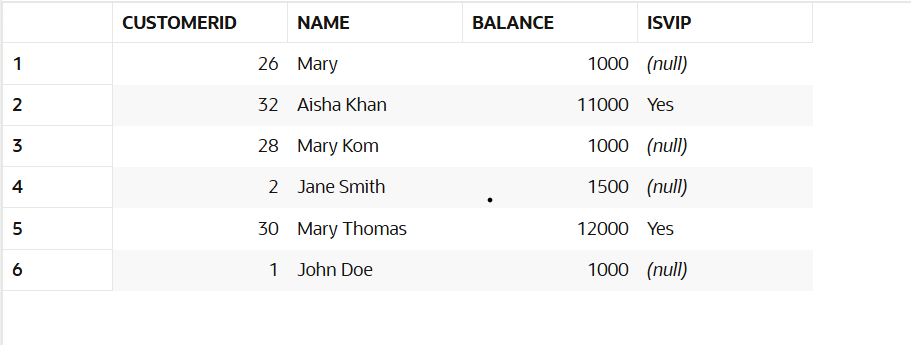 CUSTOMERID NAME BALANCE ISVIP
1 26 Mary 1000 (null)
2 32 Aisha Khan 11000 Yes
3 28 Mary Kom 1000 (null)
4 2 Jane Smith 1500 (null)
5 30 Mary Thomas 12000 Yes
6 1 John Doe 1000 (null)